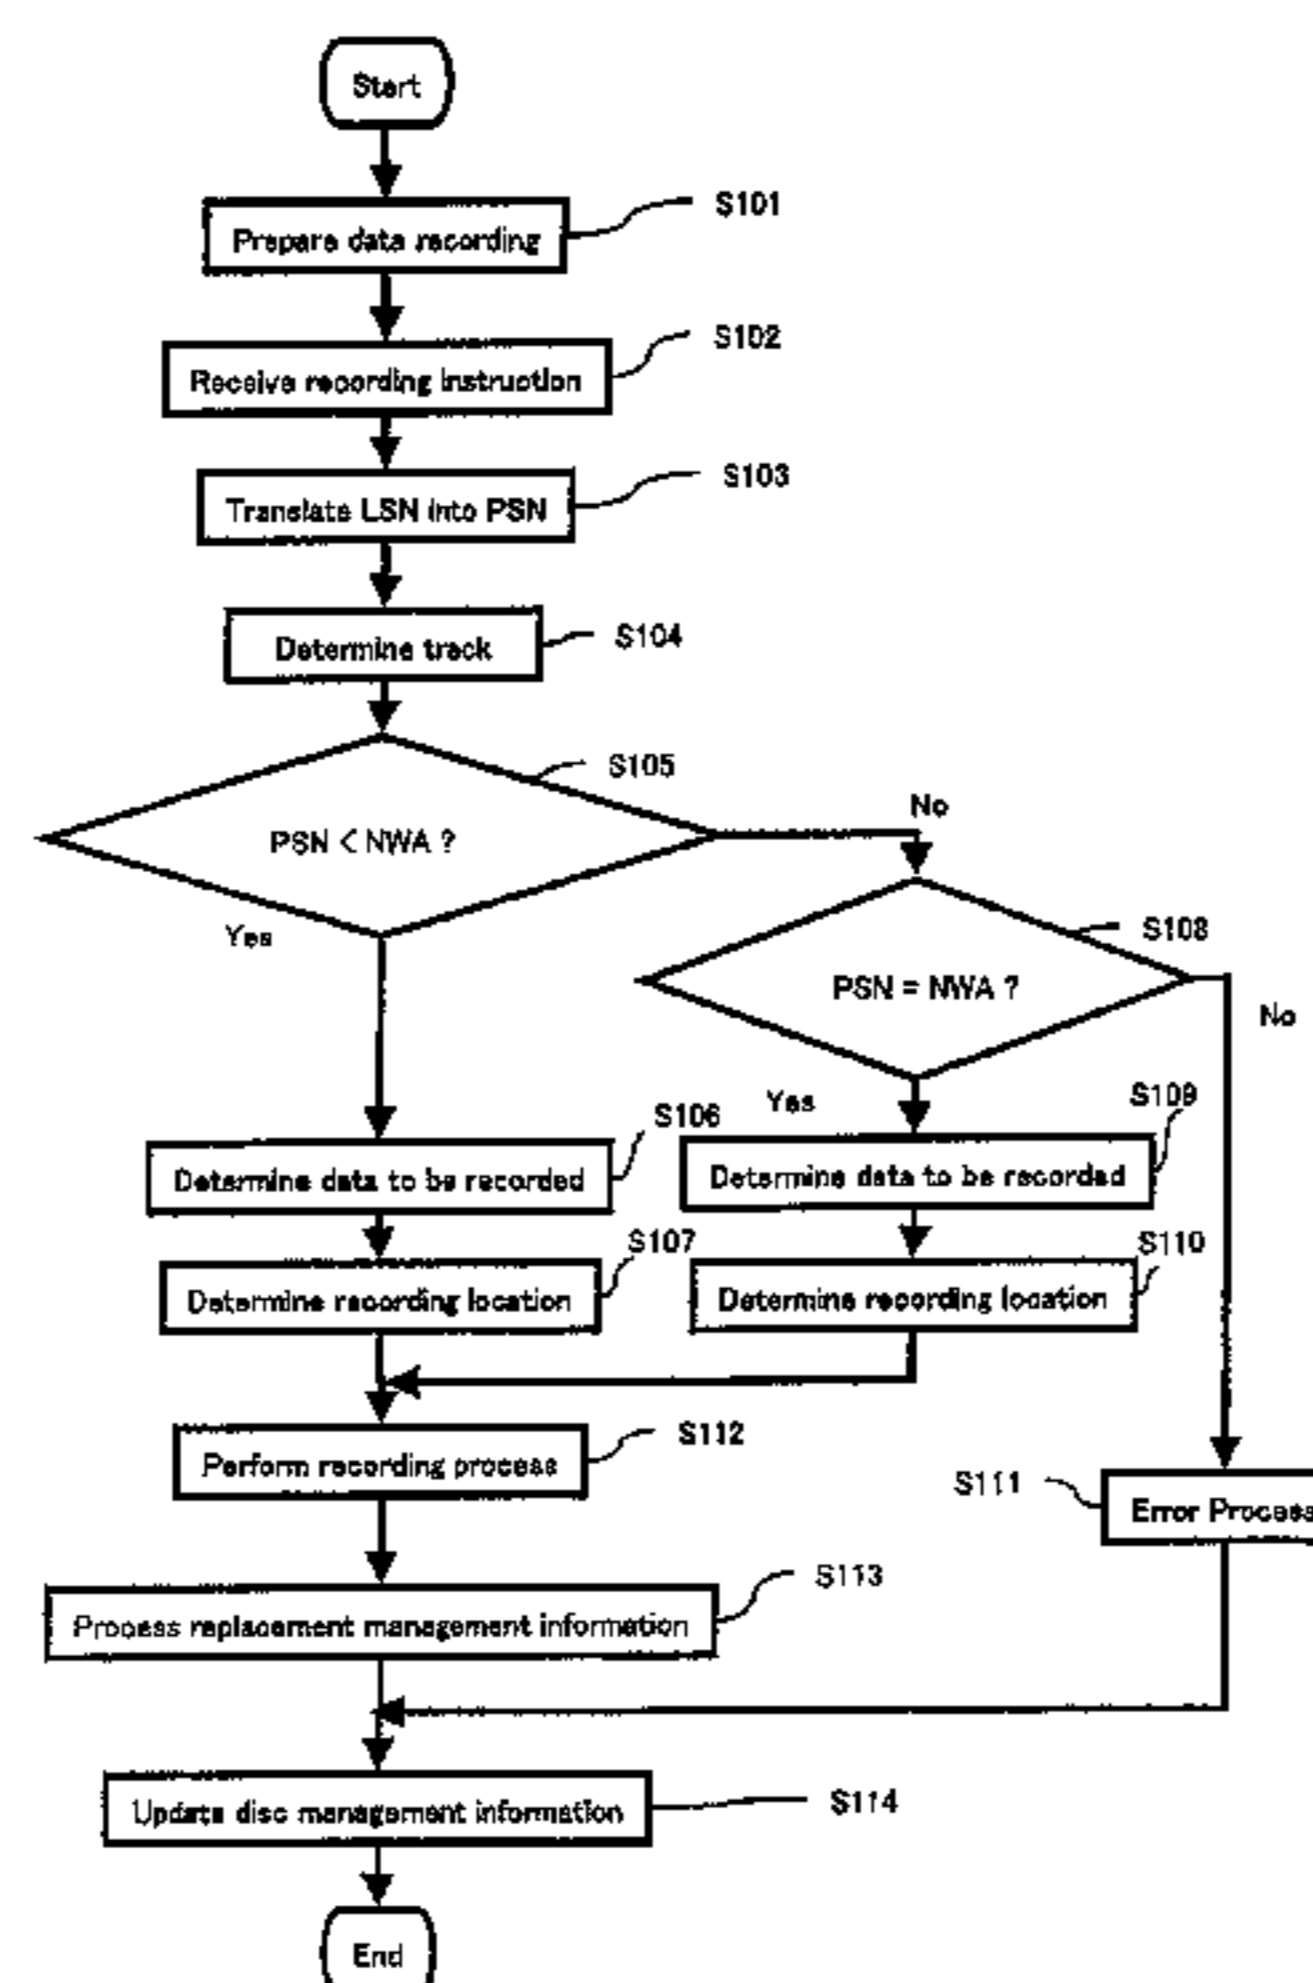 Start
Prepare data recording
S101
Receive recording instruction
S102
Translate LSN into PSN
S103
Determine track
S104
PSN < NWA ?
S105
Yes
No
PSN = NWA ?
S108
Yes
No
Determine data to be recorded
S106
Determine data to be recorded
S109
Determine recording location
S107
Determine recording location
S110
Perform recording process
S112
S111
Error Process
Process replacement management information
S113
Update disc management information
S114
End